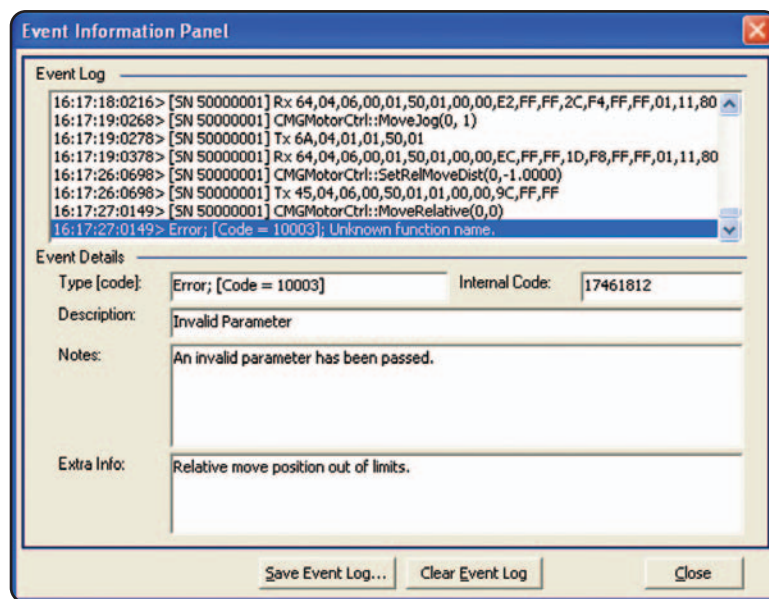 Event Information Panel
Event Log
16:17:18:0216> [SN 50000001] Rx 64,04,06,00,01,50,01,00,00,E2,FF,FF,2C,F4,FF,FF,01,11,80
16:17:19:0268> [SN 50000001] CMGMotorCtrl::MoveJog(0, 1)
16:17:19:0278> [SN 50000001] Tx 6A,04,01,01,50,01
16:17:19:0378> [SN 50000001] Rx 64,04,06,00,01,50,01,00,00,EC,FF,FF,1D,F8,FF,FF,01,11,80
16:17:26:0698> [SN 50000001] CMGMotorCtrl::SetRelMoveDist(0,-1.0000)
16:17:26:0698> [SN 50000001] Tx 45,04,06,00,50,01,01,00,00,9C,FF,FF
16:17:27:0149> [SN 50000001] CMGMotorCtrl::MoveRelative(0,0)
16:17:27:0149> Error; [Code = 10003]; Unknown function name.
Event Details
Type [code]: Error; [Code = 10003] Internal Code: 17461812
Description: Invalid Parameter
Notes: An invalid parameter has been passed.
Extra Info: Relative move position out of limits.
Save Event Log... Clear Event Log Close